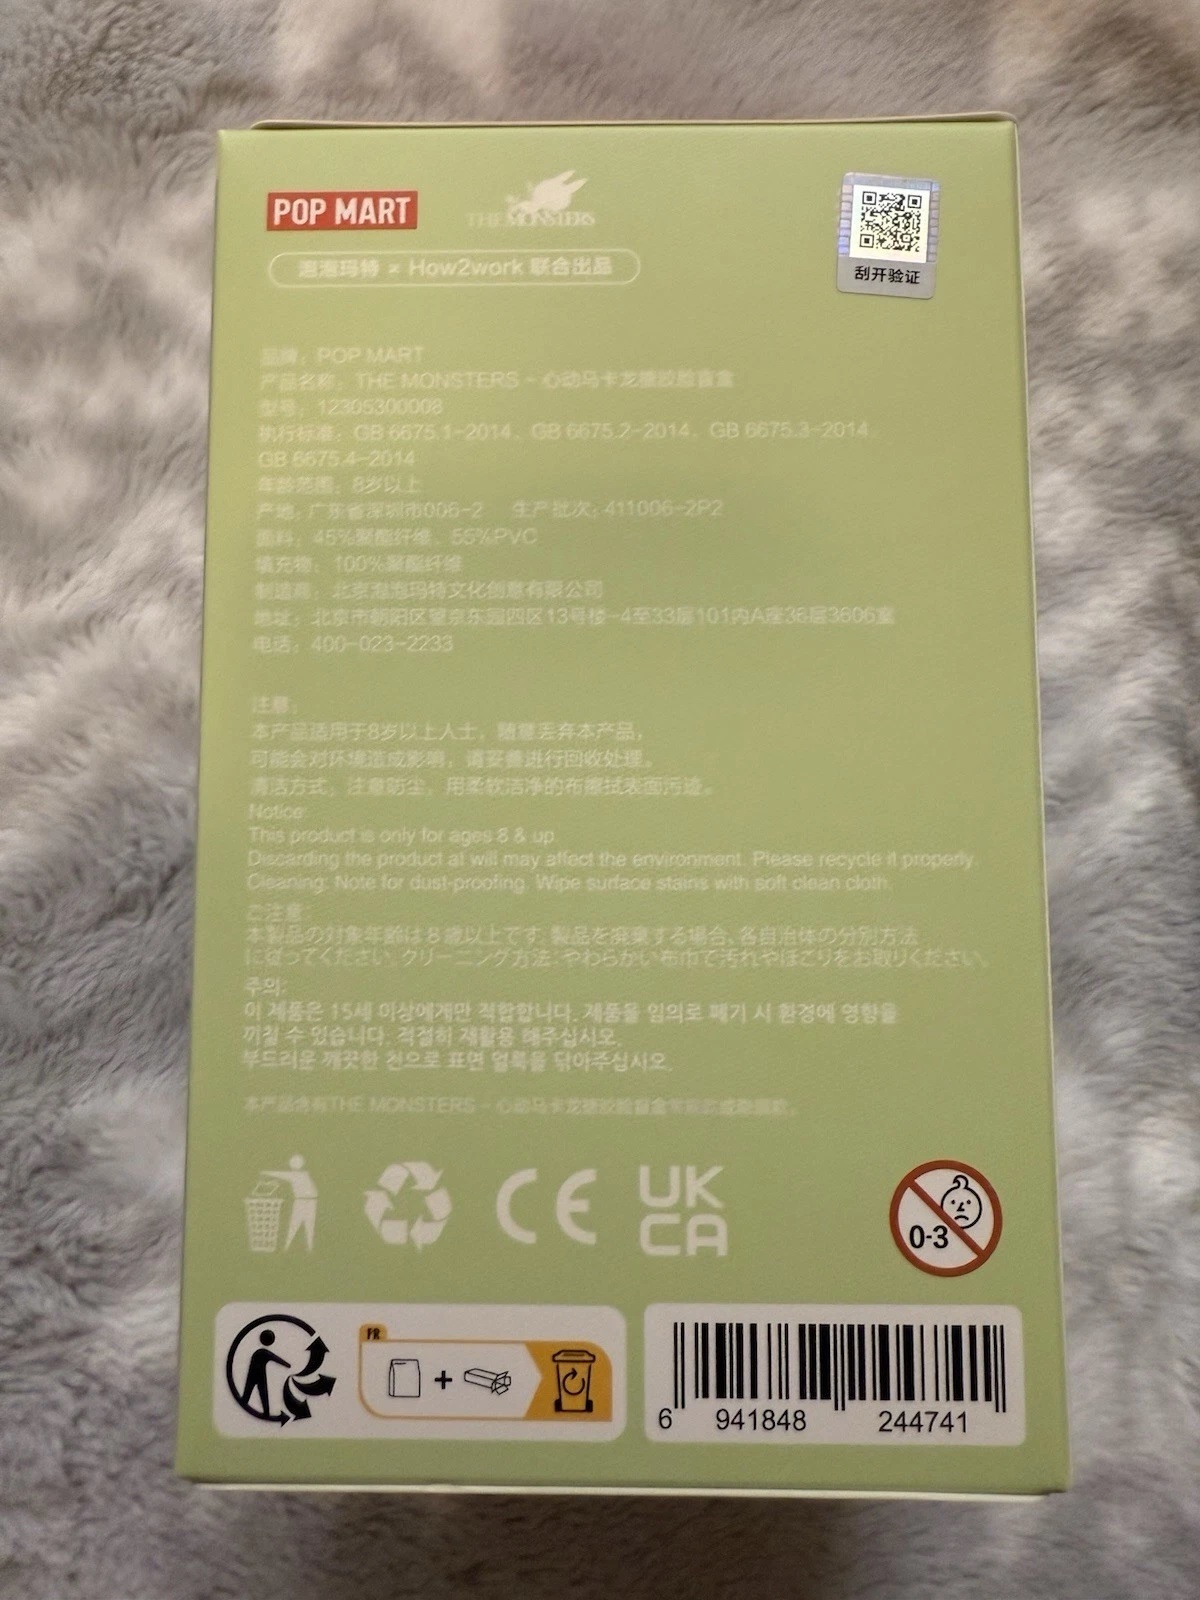 POP MART
THE MONSTERS
泡泡玛特 × How2work 联合出品
刮开验证
品牌：POP MART
产品名称：THE MONSTERS - 心动马卡龙搪胶脸盲盒
型号：12305300008
执行标准：GB 6675.1-2014、GB 6675.2-2014、GB 6675.3-2014、
GB 6675.4-2014
年龄范围：8岁以上
产地：广东省深圳市006-2 生产批次：411006-2P2
面料：45%聚酯纤维、55%PVC
填充物：100%聚酯纤维
制造商：北京泡泡玛特文化创意有限公司
地址：北京市朝阳区望京东园四区13号楼-4至33层101内A座36层3606室
电话：400-023-2233
注意：
本产品适用于8岁以上人士，随意丢弃本产品，
可能会对环境造成影响，请妥善进行回收处理。
清洁方式：注意防尘，用柔软洁净的布擦拭表面污迹。
Notice:
This product is only for ages 8 & up
Discarding the product at will may affect the environment. Please recycle it properly.
Cleaning: Note for dust-proofing. Wipe surface stains with soft clean cloth.
ご注意:
本製品の対象年齢は8歳以上です。製品を廃棄する場合、各自治体の分別方法
に従ってください。クリーニング方法:やわらかい布巾で汚れやほこりをお取りください。
주의:
이 제품은 15세 이상에게만 적합합니다. 제품을 임의로 폐기 시 환경에 영향을
끼칠 수 있습니다. 적절히 재활용 해주십시오.
부드러운 깨끗한 천으로 표면 얼룩을 닦아주십시오.
本产品含有THE MONSTERS - 心动马卡龙搪胶脸盲盒
CE
UK
CA
0-3
FR
6 941848 244741